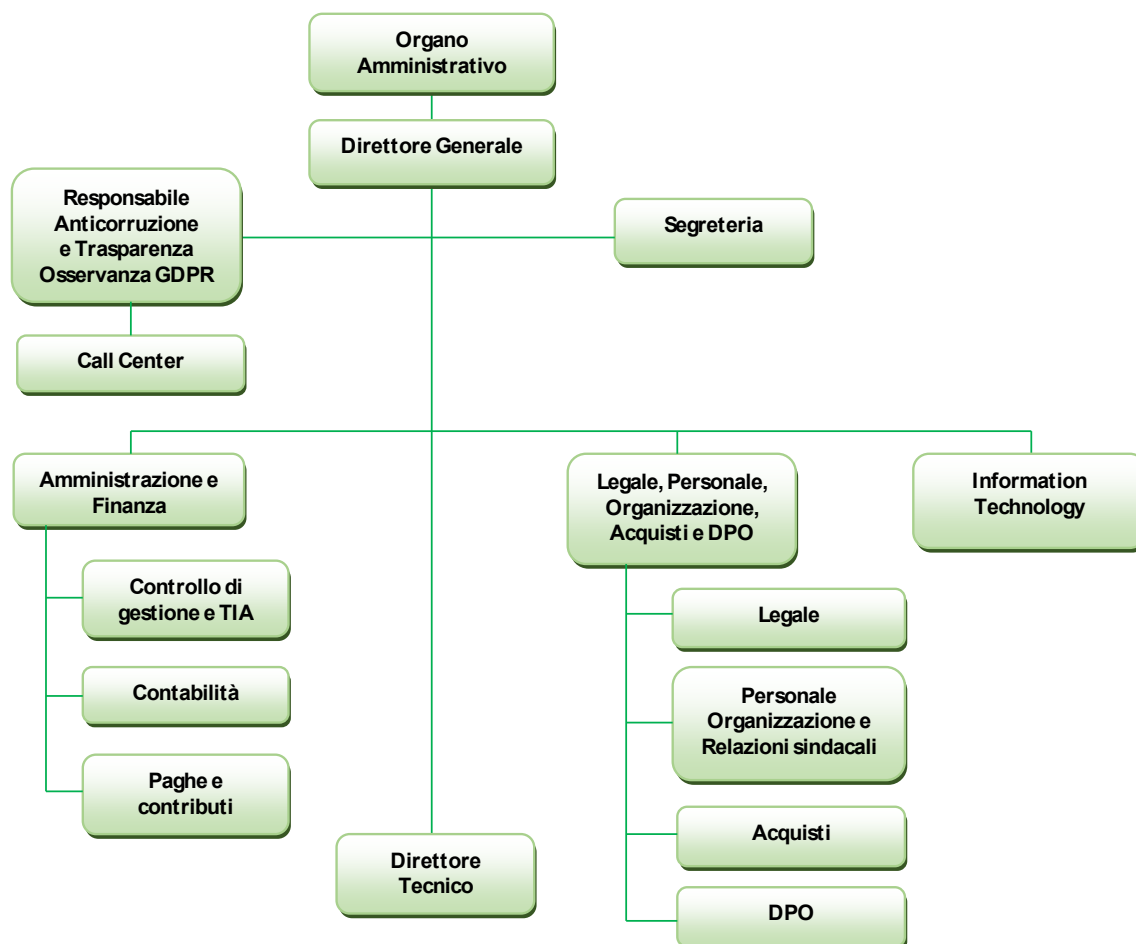 Organo
Amministrativo
Direttore Generale
Responsabile
Anticorruzione
e Trasparenza
Osservanza GDPR
Segreteria
Call Center
Amministrazione e
Finanza
Legale, Personale,
Organizzazione,
Acquisti e DPO
Information
Technology
Controllo di
gestione e TIA
Contabilità
Paghe e
contributi
Legale
Personale
Organizzazione e
Relazioni sindacali
Acquisti
DPO
Direttore
Tecnico